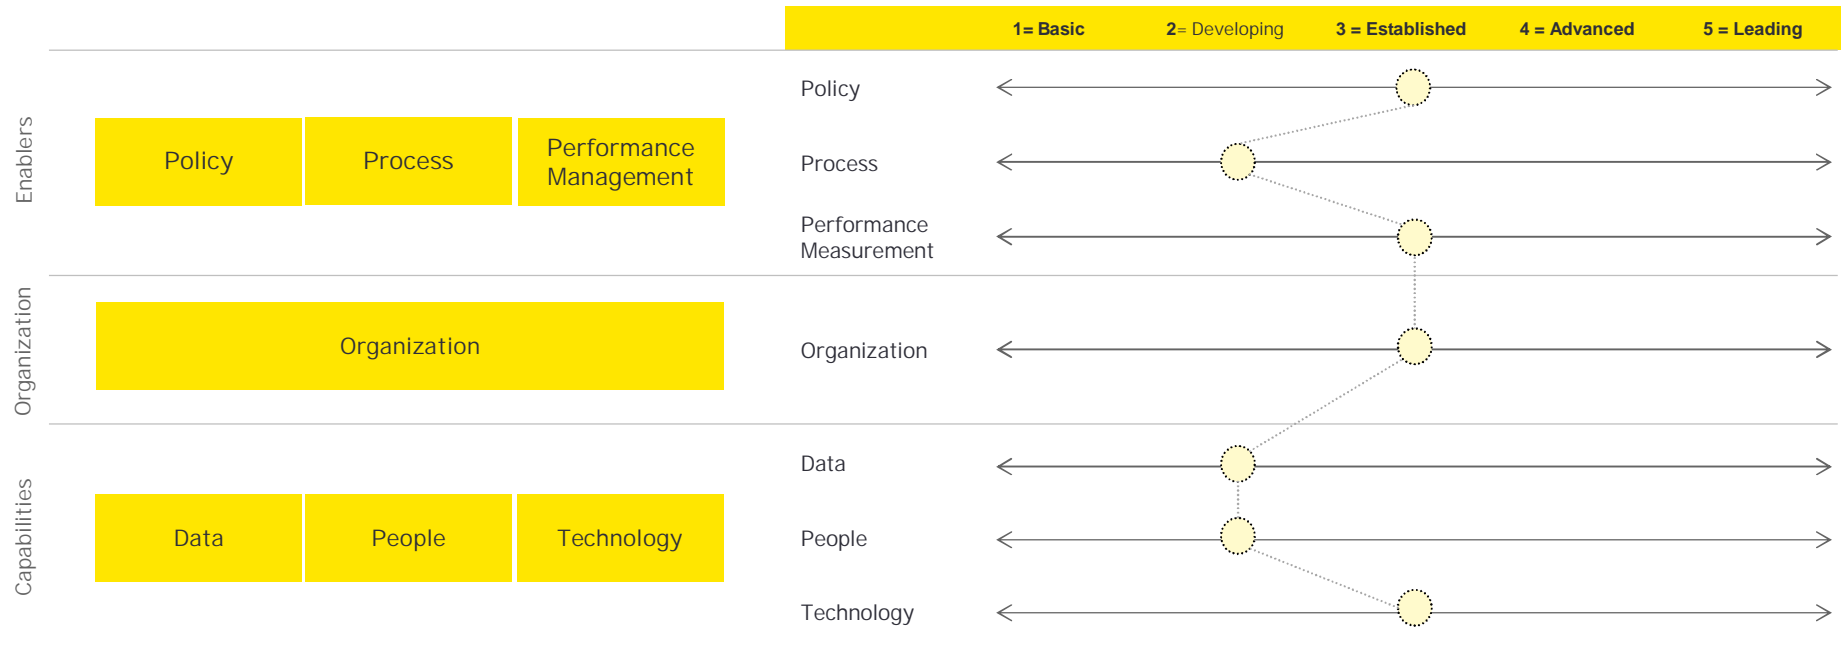 1= Basic
2= Developing
3 = Established
4 = Advanced
5 = Leading
Enablers
Policy
Process
Performance
Management
Policy
Process
Performance
Measurement
Organization
Organization
Organization
Capabilities
Data
People
Technology
Data
People
Technology